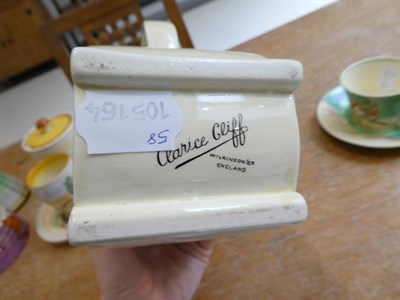 105164
58
Clarice Cliff
WILKINSON LTD
ENGLAND